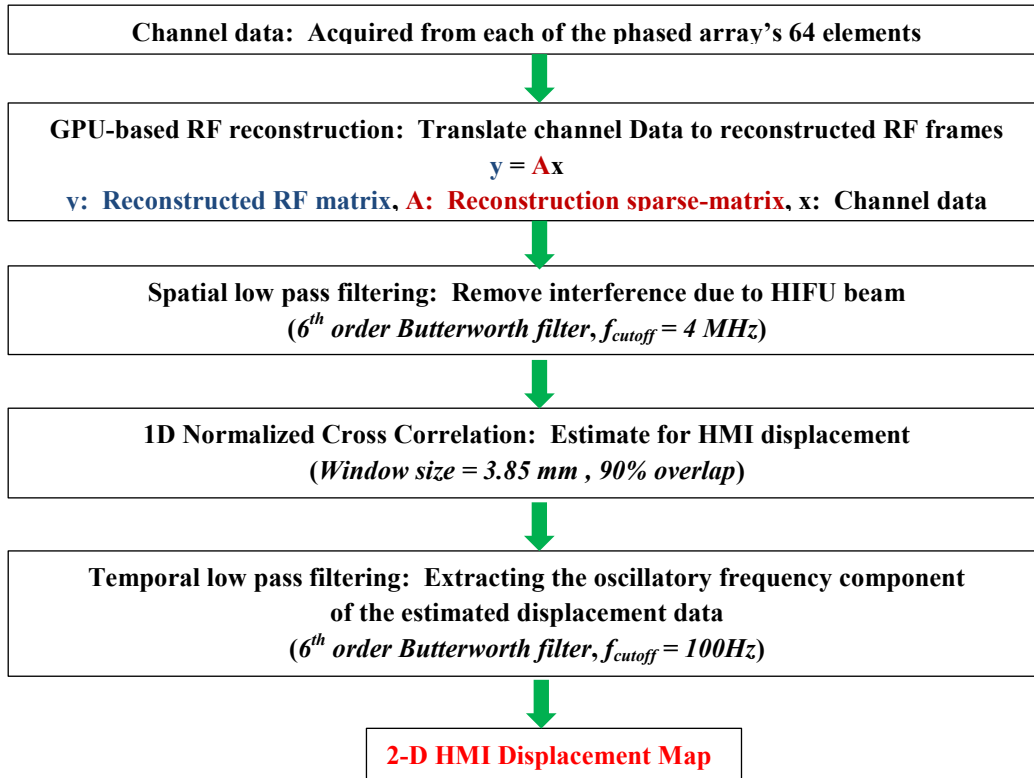 Channel data: Acquired from each of the phased array's 64 elements
GPU-based RF reconstruction: Translate channel Data to reconstructed RF frames
y = Ax
y: Reconstructed RF matrix, A: Reconstruction sparse-matrix, x: Channel data
Spatial low pass filtering: Remove interference due to HIFU beam
(6th order Butterworth filter, fcutoff = 4 MHz)
1D Normalized Cross Correlation: Estimate for HMI displacement
(Window size = 3.85 mm , 90% overlap)
Temporal low pass filtering: Extracting the oscillatory frequency component
of the estimated displacement data
(6th order Butterworth filter, fcutoff = 100Hz)
2-D HMI Displacement Map